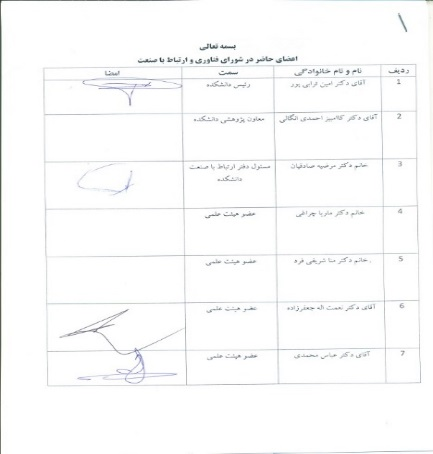 بسمه تعالی
اعضای حاضر در شورای فناوری و ارتباط با صنعت
ردیف نام و نام خانوادگی سمت امضا
1 آقای دکتر امین ترابی پور رئیس دانشکده
2 آقای دکتر کامبیز احمدی انگالی معاون پژوهشی دانشکده
3 خانم دکتر مرضیه صادقیان مسئول دفتر ارتباط با صنعت
دانشکده
4 خانم دکتر ماریا چراغی عضو هیئت علمی
5 خانم دکتر شریفی فرد عضو هیئت علمی
6 آقای دکتر نعمت اله جعفرزاده عضو هیئت علمی
7 آقای دکتر عباس محمدی عضو هیئت علمی